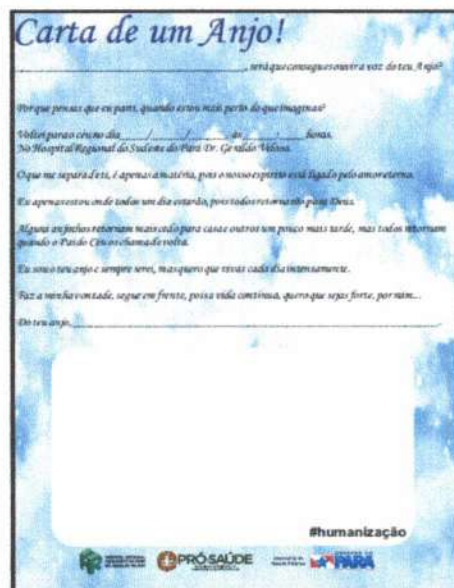 Carta de um Anjo!
, será que consegues ouvir a voz do teu Anjo?
Por que pensas que eu parti, quando estou mais perto do que imaginas?
Voltei para o céu no dia ____/____/____ às ____:____ horas.
No Hospital Regional do Sudeste do Pará Dr. Geraldo Veloso.
O que me separa de ti, é apenas a matéria, pois o nosso espírito está ligado pelo amor eterno.
Eu apenas estou onde todos um dia estarão, pois todos retornarão para Deus.
Alguns anjinhos retornam mais cedo para casa e outros um pouco mais tarde, mas todos retornam
quando o Pai do Céu os chama de volta.
Eu sou o teu anjo e sempre serei, mas quero que vivas cada dia intensamente.
Faz a minha vontade, segue em frente, pois a vida continua, quero que sejas forte, por mim...
Do teu anjo,
#humanização
PRÓ-SAÚDE
PARÁ